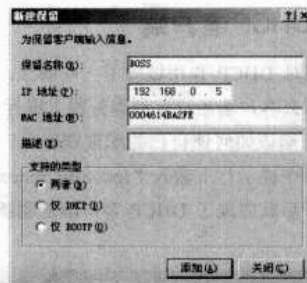 新建保留
为保留客户端输入信息。
保留名称(R): BOSS
IP 地址(P): 192 .168 . 0 . 5
MAC 地址(M): 0004614BA2FE
描述(E):
支持的类型
两者(B)
仅 DHCP(D)
仅 BOOTP(O)
添加(A) 关闭(C)